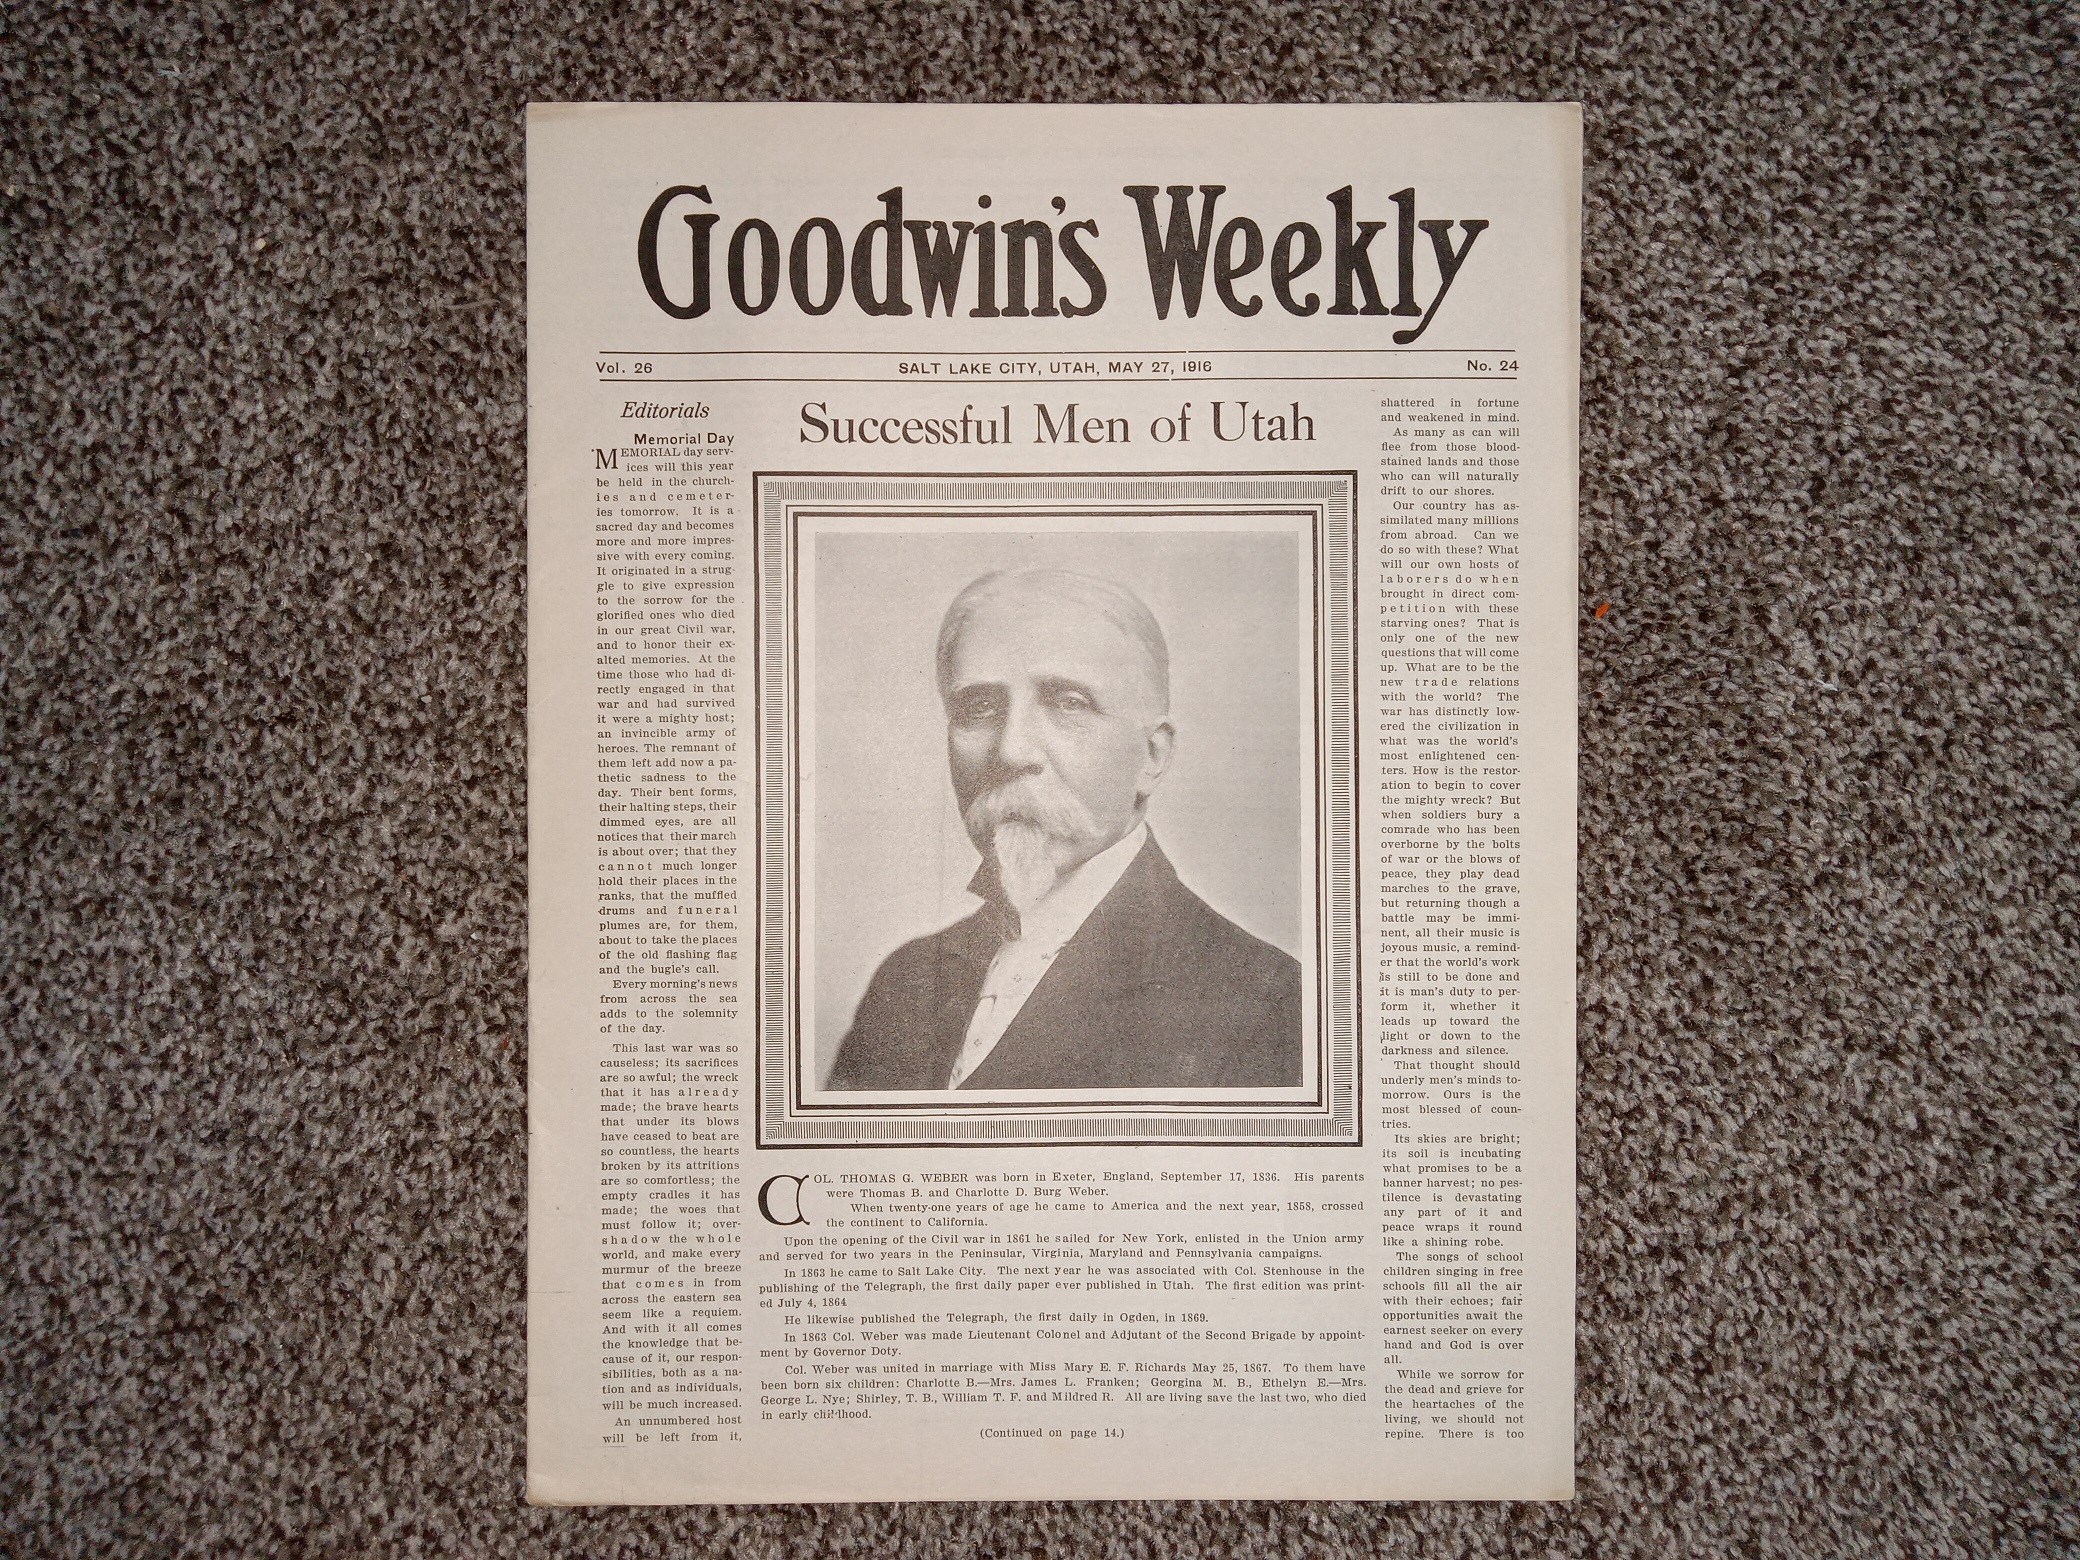 Goodwin's Weekly
Vol. 26 SALT LAKE CITY, UTAH, MAY 27, 1916 No. 24
Editorials
Memorial Day
MEMORIAL day serv-
ices will this year
be held in the church-
ies and cemeter-
ies tomorrow. It is a
sacred day and becomes
more and more impres-
sive with every coming.
It originated in a strug-
gle to give expression
to the sorrow for the
glorified ones who died
in our great Civil war,
and to honor their ex-
alted memories. At the
time those who had di-
rectly engaged in that
war and had survived
it were a mighty host;
an invincible army of
heroes. The remnant of
them left add now a pa-
thetic sadness to the
day. Their bent forms,
their halting steps, their
dimmed eyes, are all
notices that their march
is about over; that they
cannot much longer
hold their places in the
ranks, that the muffled
drums and funeral
plumes are, for them,
about to take the places
of the old flashing flag
and the bugle's call.
Every morning's news
from across the sea
adds to the solemnity
of the day.
This last war was so
causeless; its sacrifices
are so awful; the wreck
that it has already
made; the brave hearts
that under its blows
have ceased to beat are
so countless, the hearts
broken by its attritions
are so comfortless; the
empty cradles it has
made; the woes that
must follow it; over-
shadow the whole
world, and make every
murmur of the breeze
that comes in from
across the eastern sea
seem like a requiem.
And with it all comes
the knowledge that be-
cause of it, our respon-
sibilities, both as a na-
tion and as individuals,
will be much increased.
An unnumbered host
will be left from it,
Successful Men of Utah
COL. THOMAS G. WEBER was born in Exeter, England, September 17, 1836. His parents
were Thomas B. and Charlotte D. Burg Weber.
When twenty-one years of age he came to America and the next year, 1858, crossed
the continent to California.
Upon the opening of the Civil war in 1861 he sailed for New York, enlisted in the Union army
and served for two years in the Peninsular, Virginia, Maryland and Pennsylvania campaigns.
In 1863 he came to Salt Lake City. The next year he was associated with Col. Stenhouse in the
publishing of the Telegraph, the first daily paper ever published in Utah. The first edition was print-
ed July 4, 1864
He likewise published the Telegraph, the first daily in Ogden, in 1869.
In 1863 Col. Weber was made Lieutenant Colonel and Adjutant of the Second Brigade by appoint-
ment by Governor Doty.
Col. Weber was united in marriage with Miss Mary E. F. Richards May 25, 1867. To them have
been born six children: Charlotte B.—Mrs. James L. Franken; Georgina M. B., Ethelyn E.—Mrs.
George L. Nye; Shirley, T. B., William T. F. and Mildred R. All are living save the last two, who died
in early childhood.
(Continued on page 14.)
shattered in fortune
and weakened in mind.
As many as can will
flee from those blood-
stained lands and those
who can will naturally
drift to our shores.
Our country has as-
similated many millions
from abroad. Can we
do so with these? What
will our own hosts of
laborers do when
brought in direct com-
petition with these
starving ones? That is
only one of the new
questions that will come
up. What are to be the
new trade relations
with the world? The
war has distinctly low-
ered the civilization in
what was the world's
most enlightened cen-
ters. How is the restor-
ation to begin to cover
the mighty wreck? But
when soldiers bury a
comrade who has been
overborne by the bolts
of war or the blows of
peace, they play dead
marches to the grave,
but returning though a
battle may be immi-
nent, all their music is
joyous music, a remind-
er that the world's work
is still to be done and
it is man's duty to per-
form it, whether it
leads up toward the
light or down to the
darkness and silence.
That thought should
underly men's minds to-
morrow. Ours is the
most blessed of coun-
tries.
Its skies are bright;
its soil is incubating
what promises to be a
banner harvest; no pes-
tilence is devastating
any part of it and
peace wraps it round
like a shining robe.
The songs of school
children singing in free
schools fill all the air
with their echoes; fair
opportunities await the
earnest seeker on every
hand and God is over
all.
While we sorrow for
the dead and grieve for
the heartaches of the
living, we should not
repine. There is too